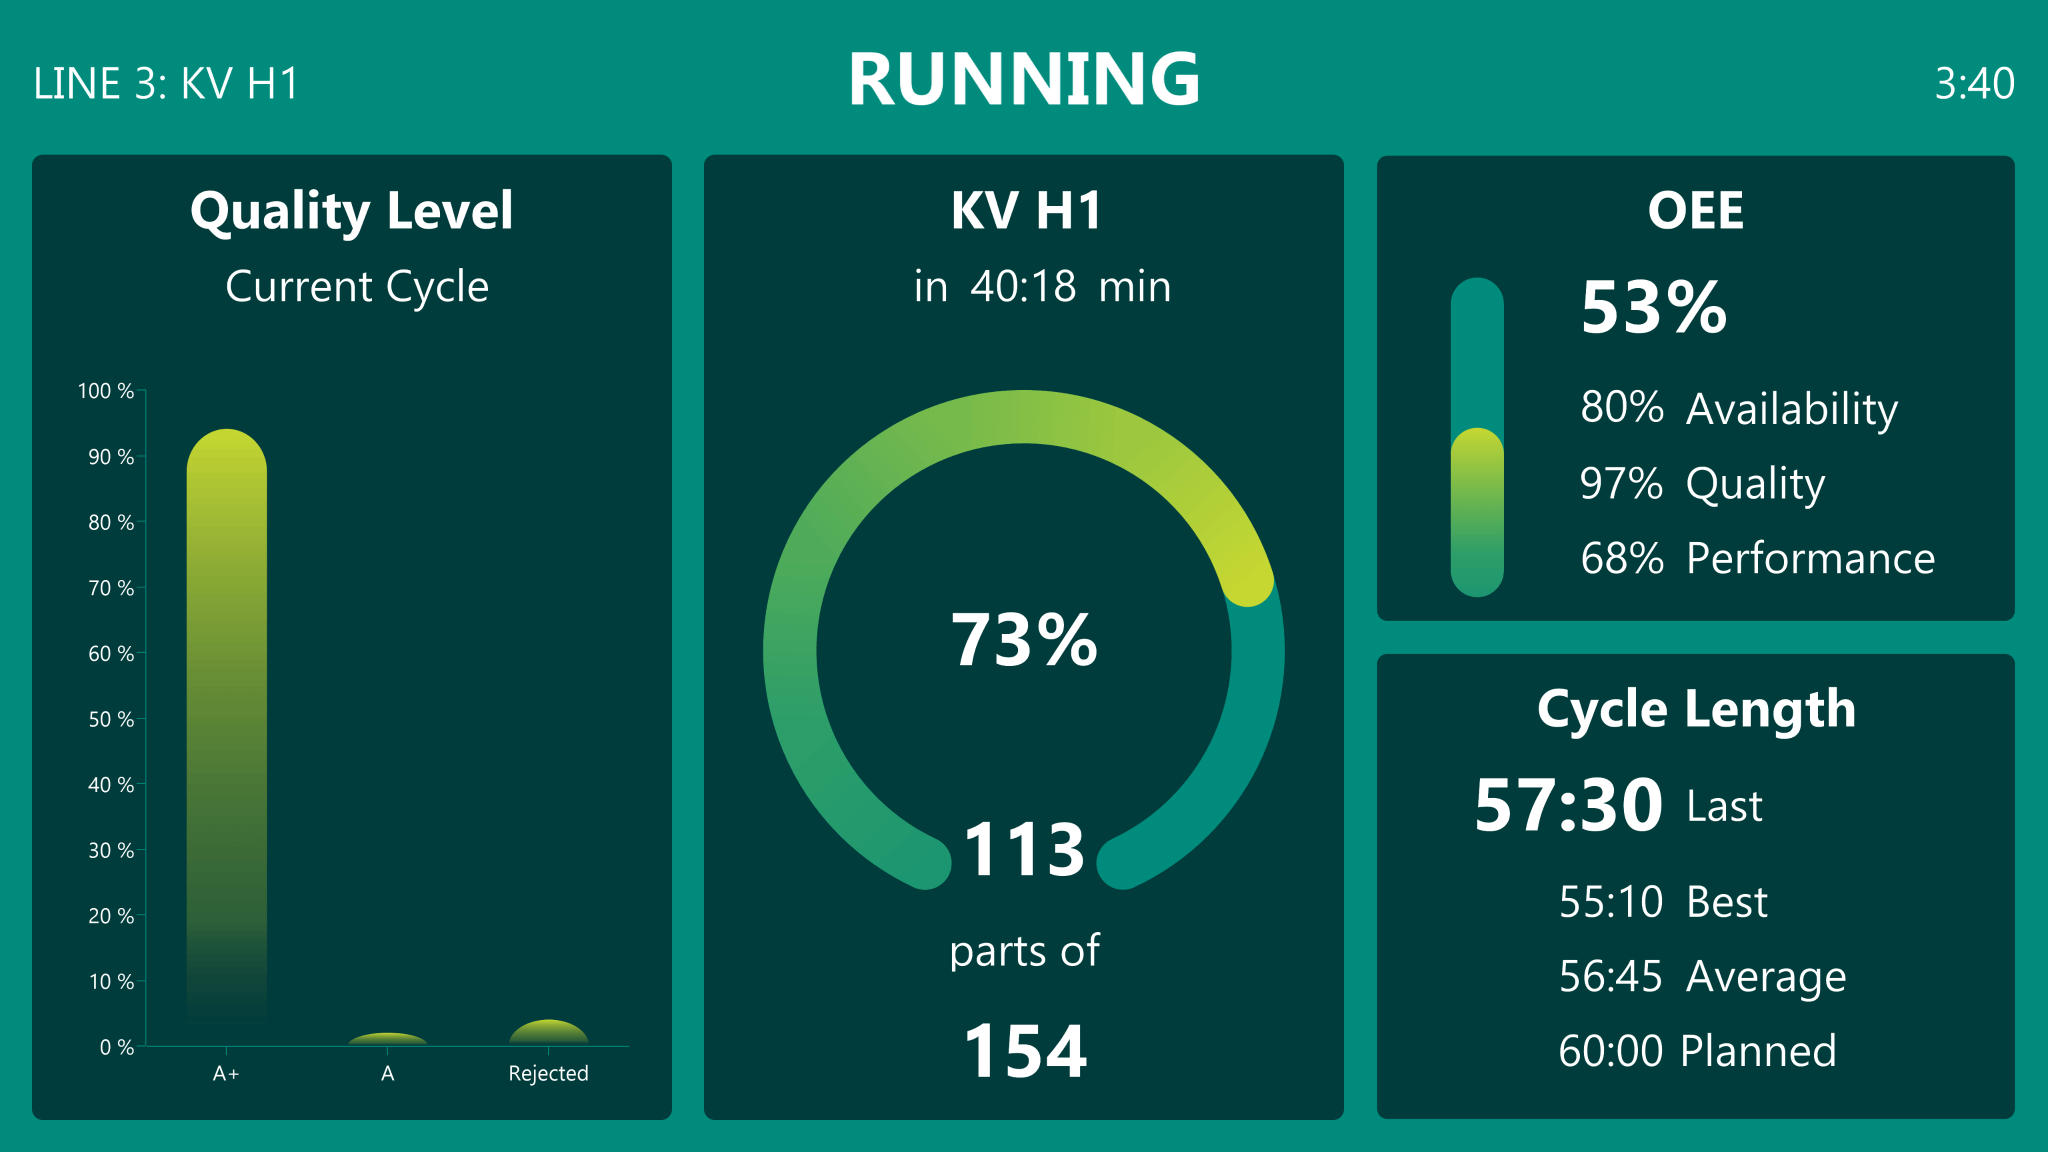 LINE 3: KV H1
RUNNING
3:40
Quality Level
Current Cycle
100 %
90 %
80 %
70 %
60 %
50 %
40 %
30 %
20 %
10 %
0 %
A+ A Rejected
KV H1
in 40:18 min
73%
113
parts of
154
OEE
53%
80% Availability
97% Quality
68% Performance
Cycle Length
57:30 Last
55:10 Best
56:45 Average
60:00 Planned